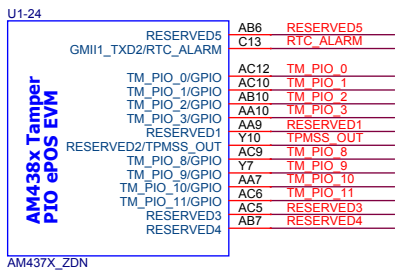 U1-24
RESERVED5 AB6 RESERVED5
GMII1_TXD2/RTC_ALARM C13 RTC_ALARM
TM_PIO_0/GPIO AC12 TM_PIO_0
TM_PIO_1/GPIO AC10 TM_PIO_1
TM_PIO_2/GPIO AB10 TM_PIO_2
TM_PIO_3/GPIO AA10 TM_PIO_3
RESERVED1 AA9 RESERVED1
RESERVED2/TPMSS_OUT Y10 TPMSS_OUT
TM_PIO_8/GPIO AC9 TM_PIO_8
TM_PIO_9/GPIO Y7 TM_PIO_9
TM_PIO_10/GPIO AA7 TM_PIO_10
TM_PIO_11/GPIO AC6 TM_PIO_11
RESERVED3 AC5 RESERVED3
RESERVED4 AB7 RESERVED4
AM438x Tamper
PIO ePOS EVM
AM437X_ZDN